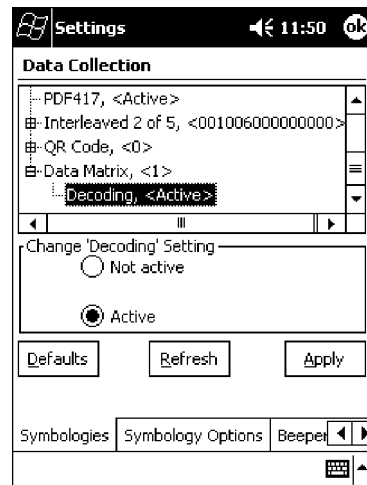 Settings 11:50 ok
Data Collection
PDF417, <Active>
Interleaved 2 of 5, <001006000000000>
QR Code, <0>
Data Matrix, <1>
Decoding, <Active>
Change 'Decoding' Setting
Not active
Active
Defaults Refresh Apply
Symbologies Symbology Options Beeper